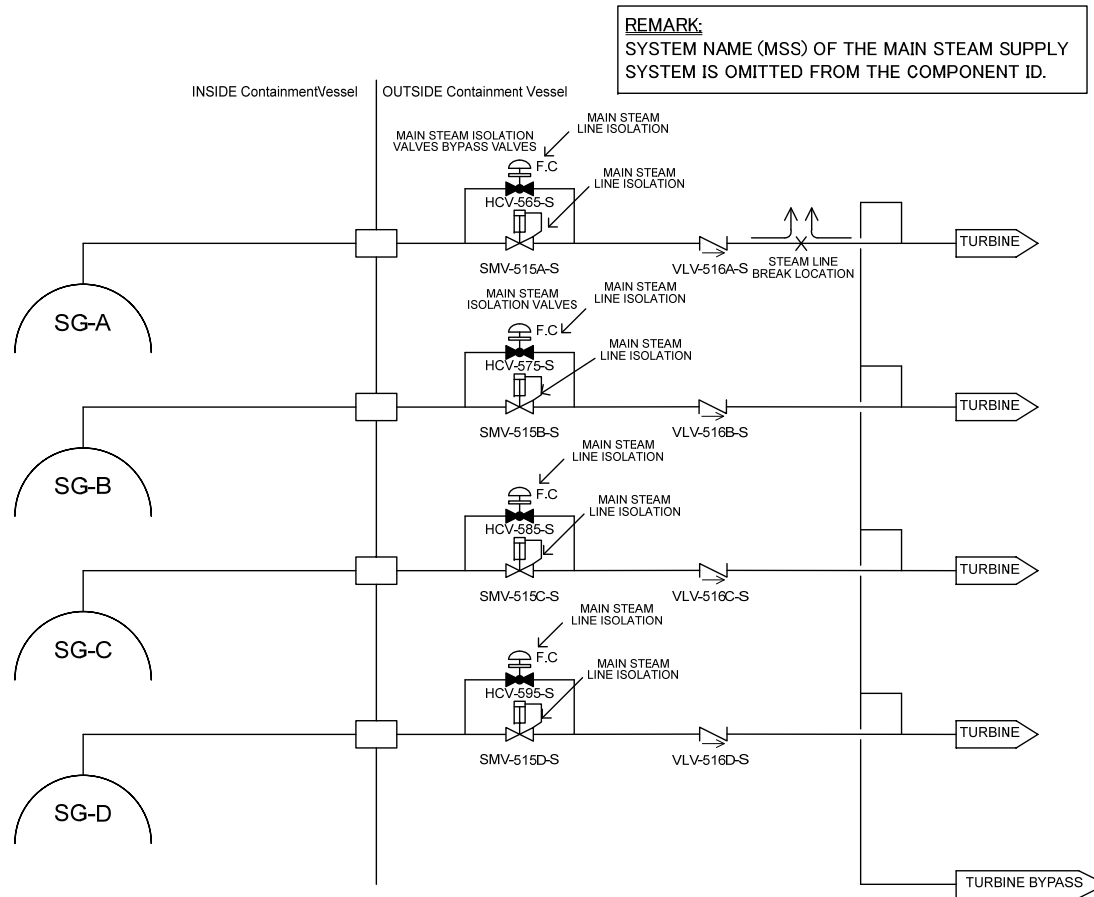 REMARK:
SYSTEM NAME (MSS) OF THE MAIN STEAM SUPPLY
SYSTEM IS OMITTED FROM THE COMPONENT ID.
INSIDE ContainmentVessel
OUTSIDE Containment Vessel
MAIN STEAM ISOLATION
VALVES BYPASS VALVES
MAIN STEAM
LINE ISOLATION
F.C
HCV-565-S
MAIN STEAM
LINE ISOLATION
SMV-515A-S
VLV-516A-S
STEAM LINE
BREAK LOCATION
TURBINE
SG-A
MAIN STEAM
ISOLATION VALVES
MAIN STEAM
LINE ISOLATION
F.C
HCV-575-S
MAIN STEAM
LINE ISOLATION
SMV-515B-S
VLV-516B-S
TURBINE
SG-B
MAIN STEAM
LINE ISOLATION
F.C
HCV-585-S
MAIN STEAM
LINE ISOLATION
SMV-515C-S
VLV-516C-S
TURBINE
SG-C
MAIN STEAM
LINE ISOLATION
F.C
HCV-595-S
MAIN STEAM
LINE ISOLATION
SMV-515D-S
VLV-516D-S
TURBINE
SG-D
TURBINE BYPASS